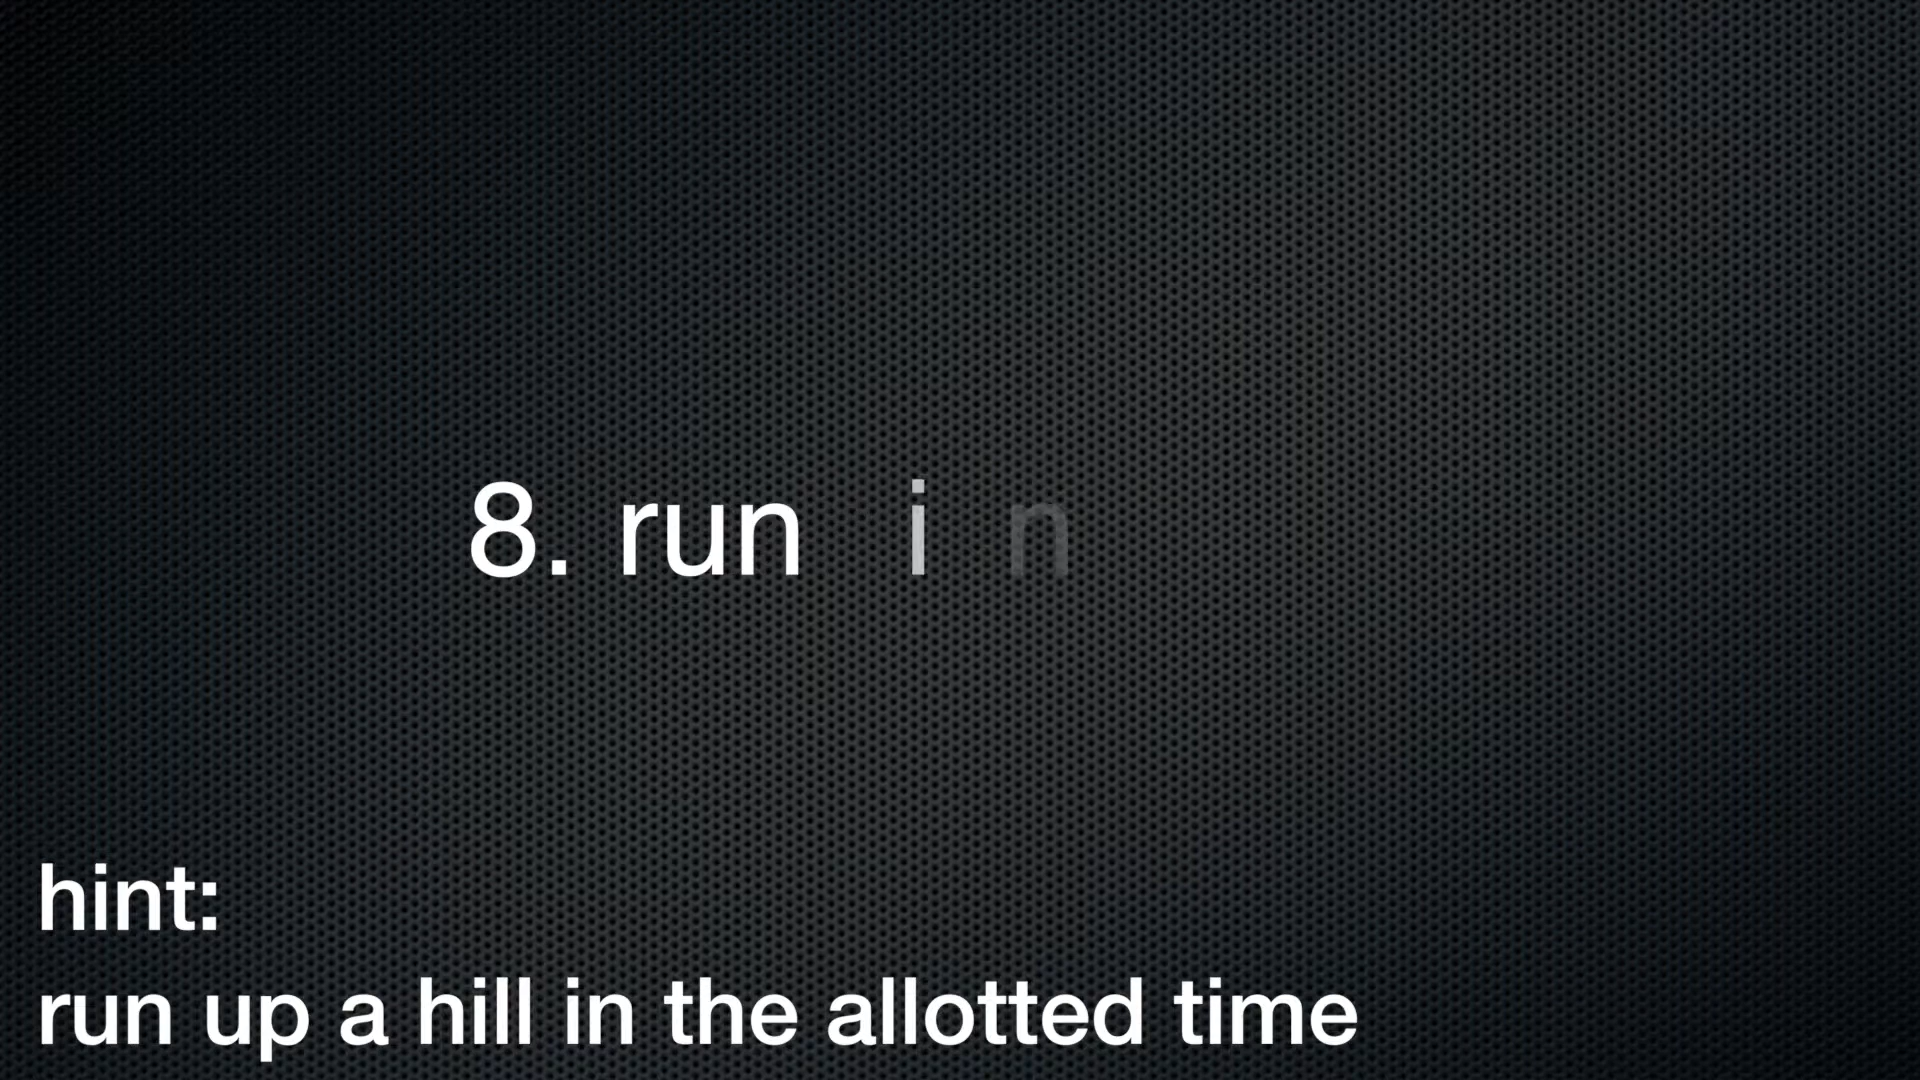 8. run i n
hint:
run up a hill in the allotted time